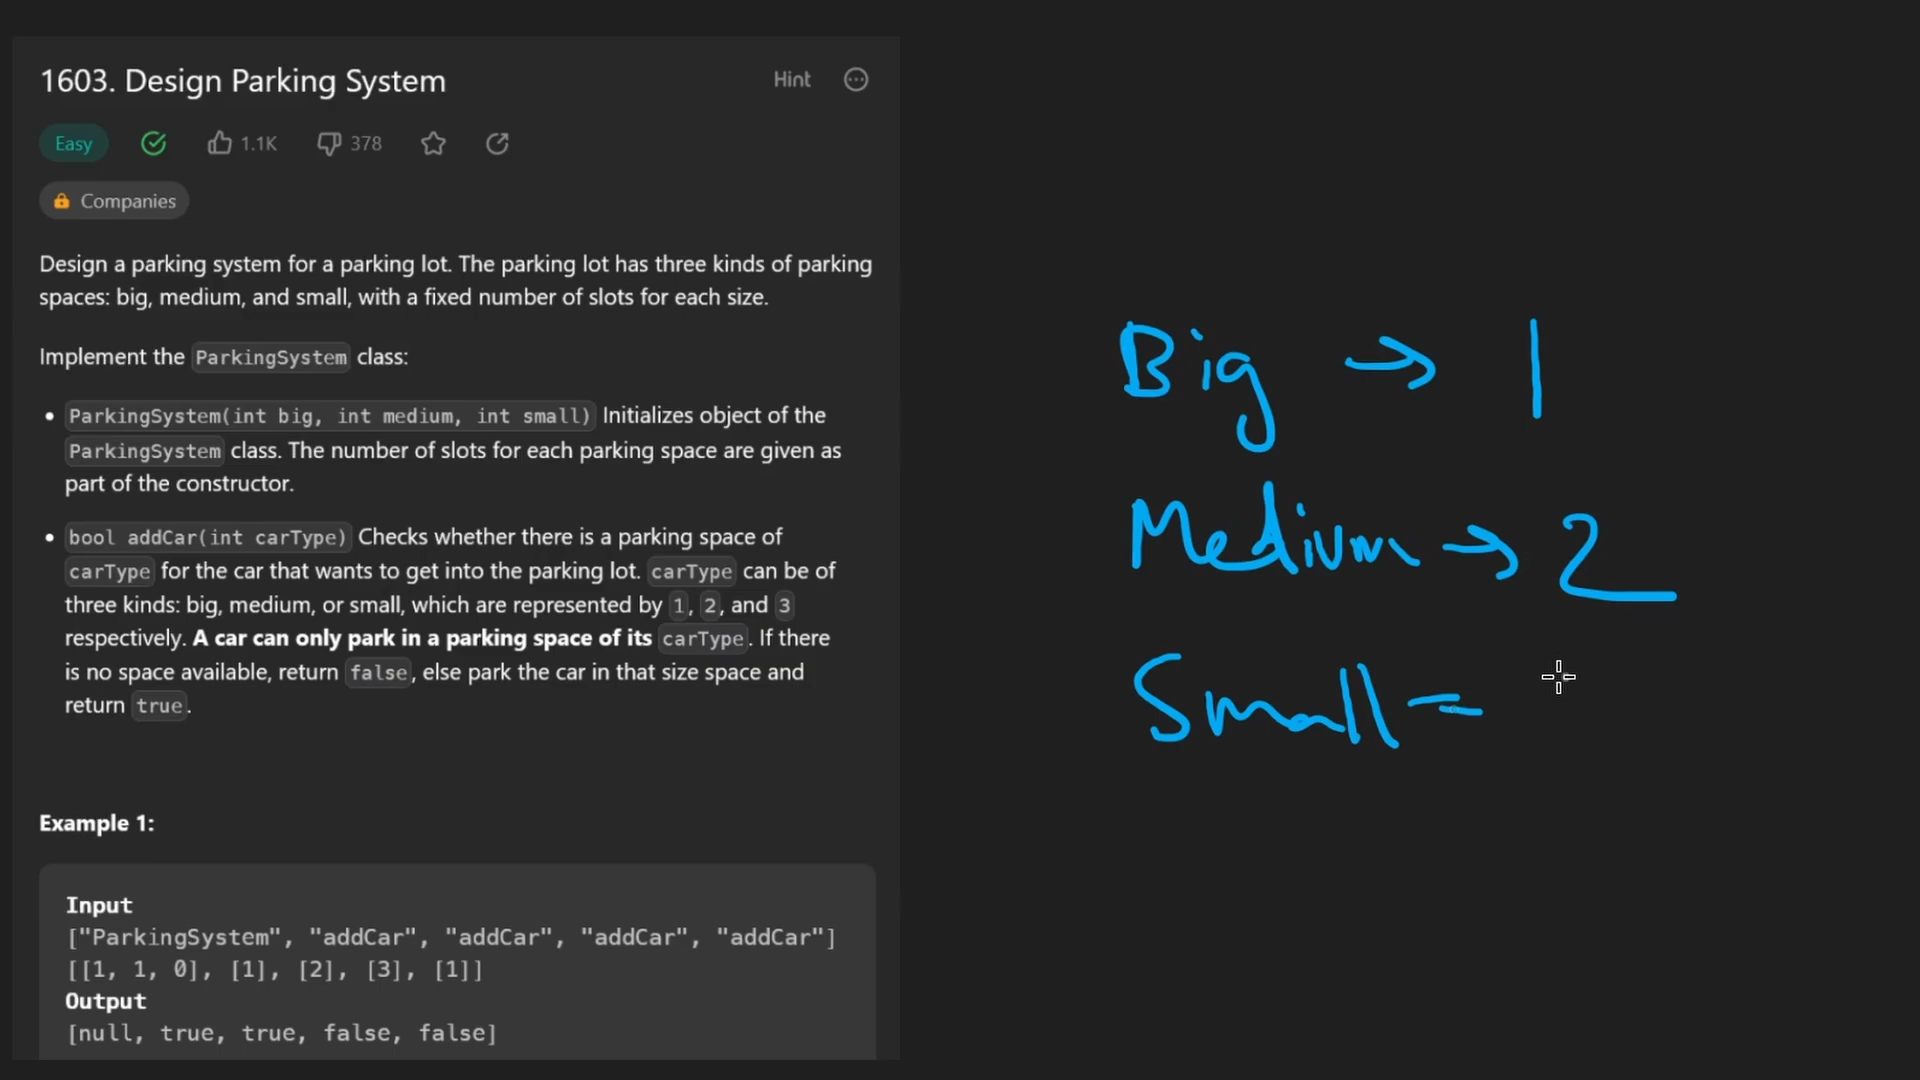 1603. Design Parking System
Hint
Easy
1.1K
378
Companies
Design a parking system for a parking lot. The parking lot has three kinds of parking
spaces: big, medium, and small, with a fixed number of slots for each size.
Implement the ParkingSystem class:
• ParkingSystem(int big, int medium, int small) Initializes object of the
ParkingSystem class. The number of slots for each parking space are given as
part of the constructor.
• bool addCar(int carType) Checks whether there is a parking space of
carType for the car that wants to get into the parking lot. carType can be of
three kinds: big, medium, or small, which are represented by 1, 2, and 3
respectively. A car can only park in a parking space of its carType. If there
is no space available, return false, else park the car in that size space and
return true.
Example 1:
Input
["ParkingSystem", "addCar", "addCar", "addCar", "addCar"]
[[1, 1, 0], [1], [2], [3], [1]]
Output
[null, true, true, false, false]
Big → 1
Medium → 2
Small =